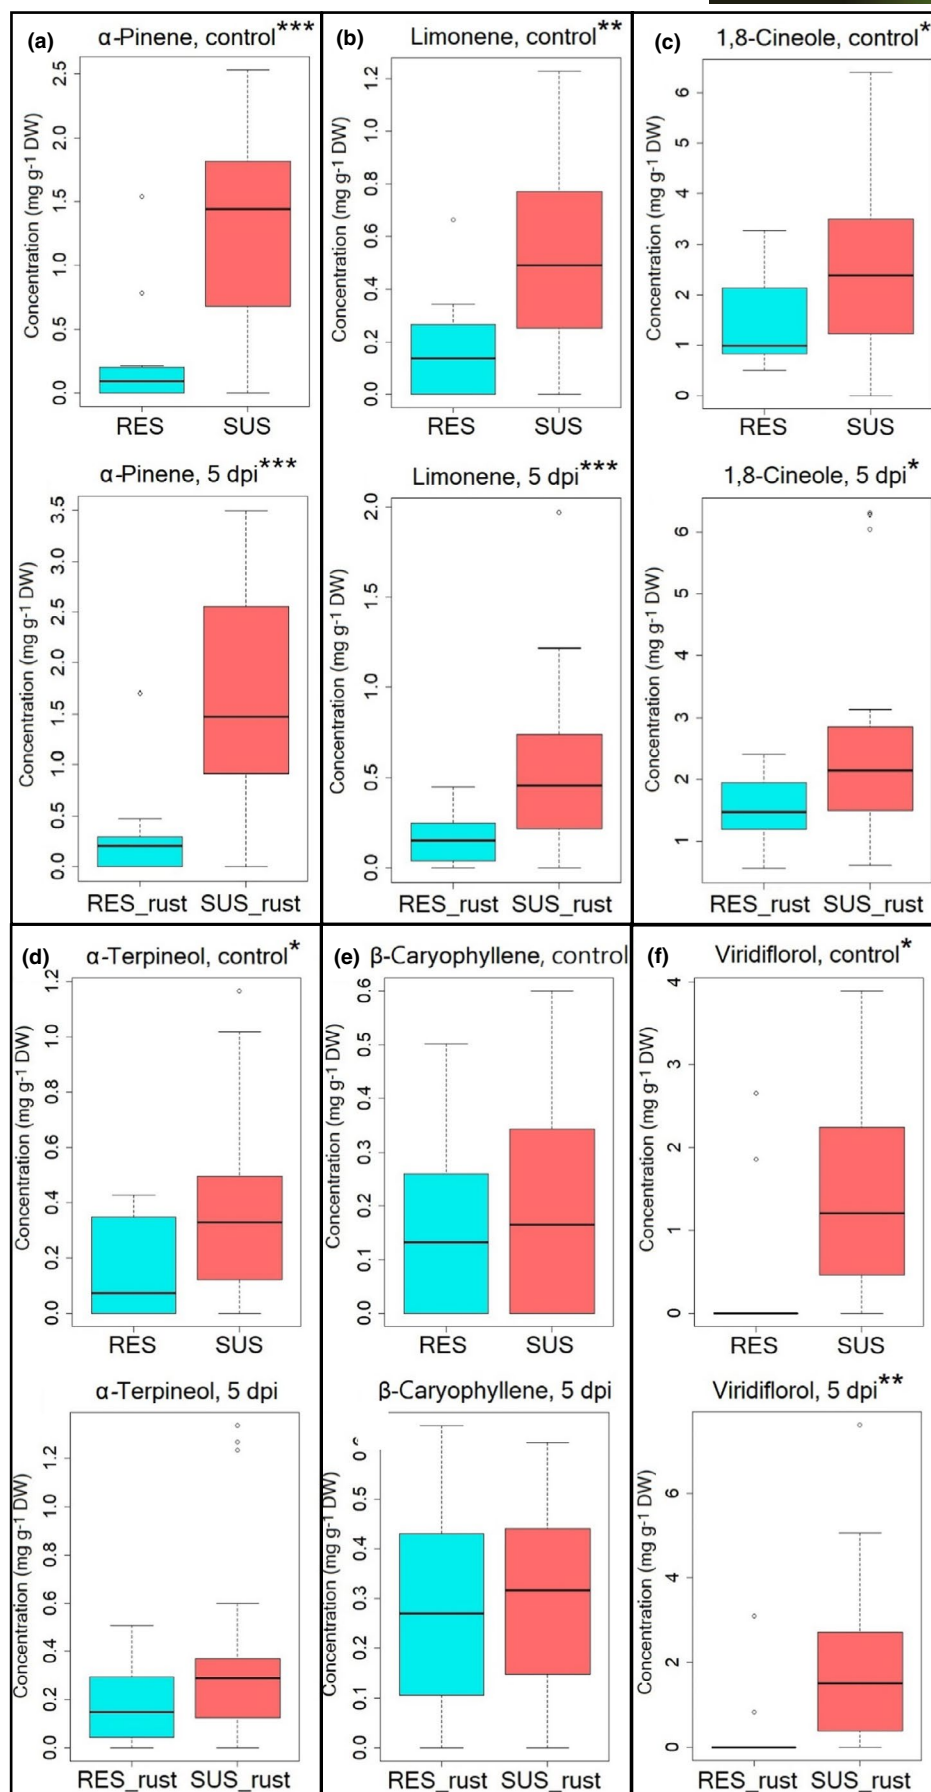 (a) α-Pinene, control***
Concentration (mg g-1 DW)
0.0 0.5 1.0 1.5 2.0 2.5
RES SUS
(b) Limonene, control**
Concentration (mg g-1 DW)
0.0 0.2 0.4 0.6 0.8 1.0 1.2
RES SUS
(c) 1,8-Cineole, control*
Concentration (mg g-1 DW)
0 1 2 3 4 5 6
RES SUS
α-Pinene, 5 dpi***
Concentration (mg g-1 DW)
0.0 0.5 1.0 1.5 2.0 2.5 3.0 3.5
RES_rust SUS_rust
Limonene, 5 dpi***
Concentration (mg g-1 DW)
0.0 0.5 1.0 1.5 2.0
RES_rust SUS_rust
1,8-Cineole, 5 dpi*
Concentration (mg g-1 DW)
1 2 3 4 5 6
RES_rust SUS_rust
(d) α-Terpineol, control*
Concentration (mg g-1 DW)
0.0 0.2 0.4 0.6 0.8 1.0 1.2
RES SUS
(e) β-Caryophyllene, control
Concentration (mg g-1 DW)
0.0 0.1 0.2 0.3 0.4 0.5 0.6
RES SUS
(f) Viridiflorol, control*
Concentration (mg g-1 DW)
0 1 2 3 4
RES SUS
α-Terpineol, 5 dpi
Concentration (mg g-1 DW)
0.0 0.2 0.4 0.6 0.8 1.0 1.2
RES_rust SUS_rust
β-Caryophyllene, 5 dpi
Concentration (mg g-1 DW)
0.0 0.1 0.2 0.3 0.4 0.5
RES_rust SUS_rust
Viridiflorol, 5 dpi**
Concentration (mg g-1 DW)
0 2 4 6
RES_rust SUS_rust